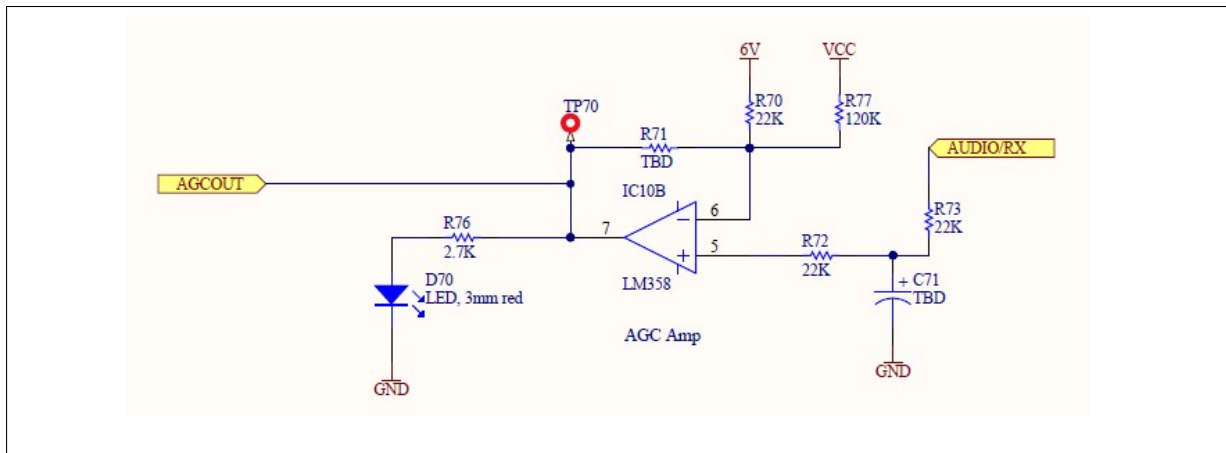 6V
VCC
TP70
R70
22K
R77
120K
R71
TBD
AUDIO/RX
AGCOUT
IC10B
R76
2.7K
7
6
5
R73
22K
R72
22K
D70
LED, 3mm red
LM358
+
C71
TBD
AGC Amp
GND
GND